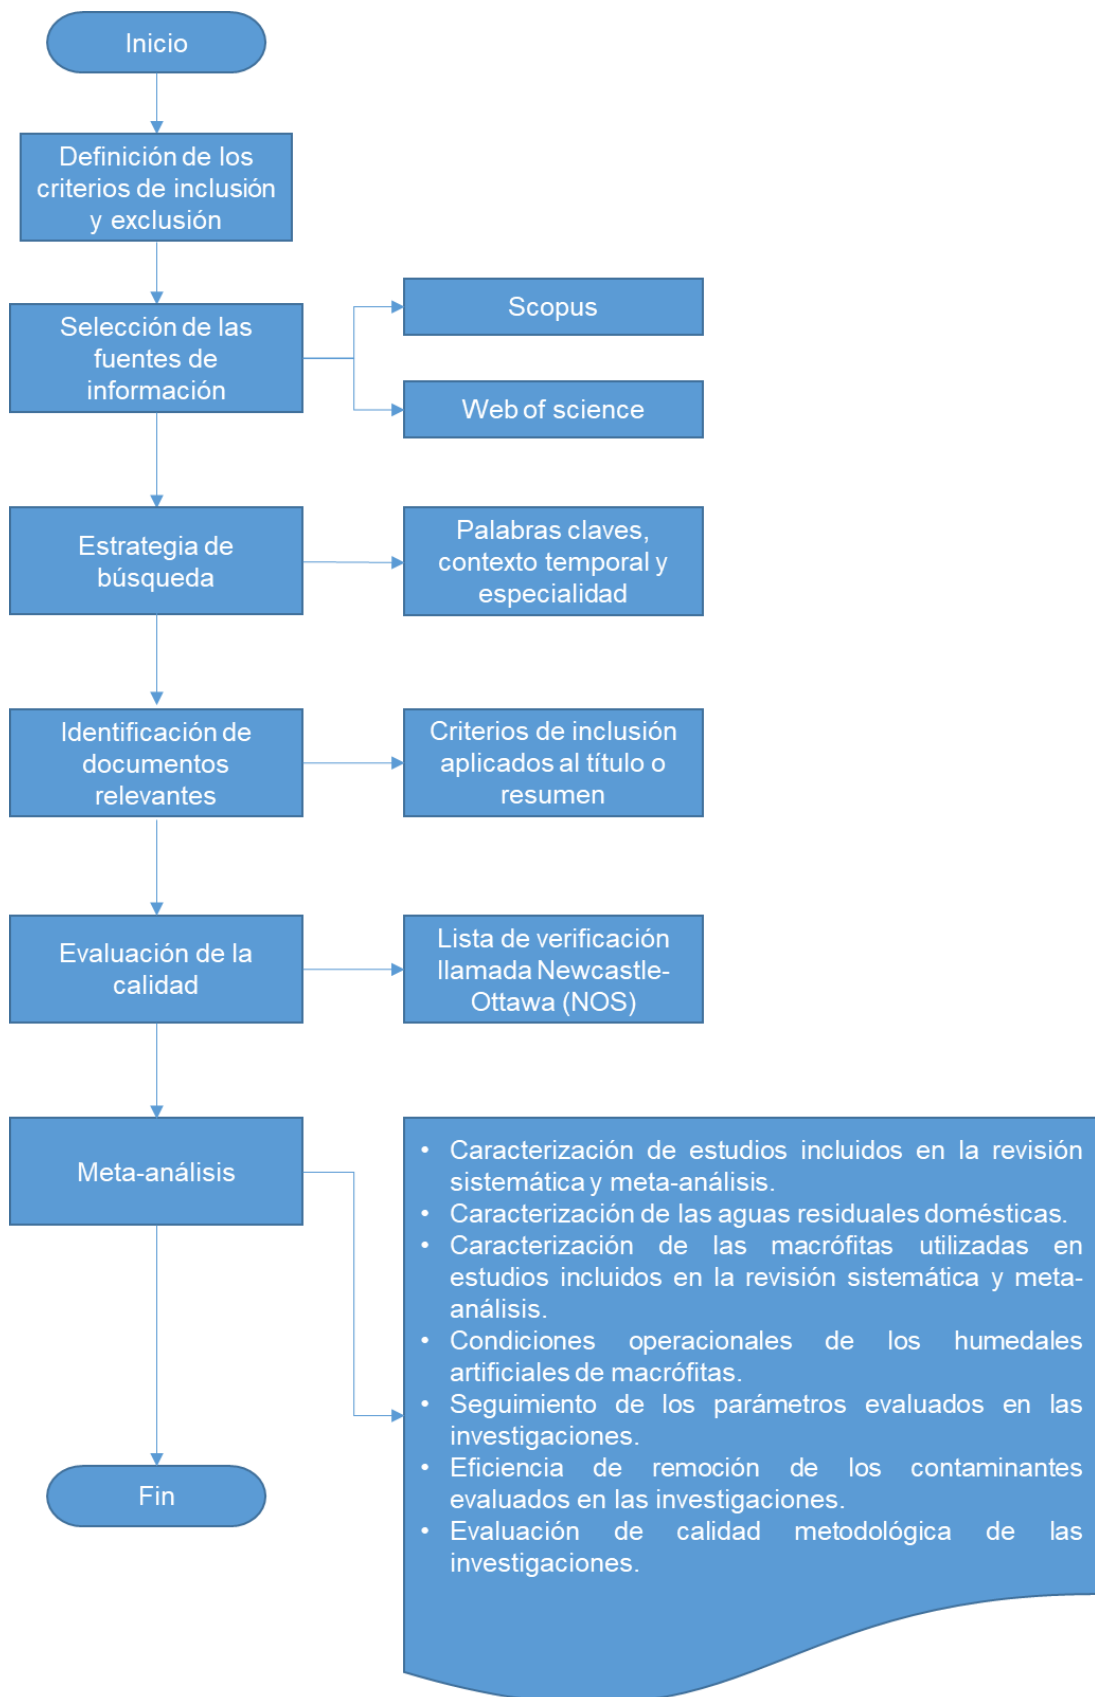 Inicio
Definición de los
criterios de inclusión
y exclusión
Selección de las
fuentes de
información
Scopus
Web of science
Estrategia de
búsqueda
Palabras claves,
contexto temporal y
especialidad
Identificación de
documentos
relevantes
Criterios de inclusión
aplicados al título o
resumen
Evaluación de la
calidad
Lista de verificación
llamada Newcastle-
Ottawa (NOS)
Meta-análisis
• Caracterización de estudios incluidos en la revisión
sistemática y meta-análisis.
• Caracterización de las aguas residuales domésticas.
• Caracterización de las macrófitas utilizadas en
estudios incluidos en la revisión sistemática y meta-
análisis.
• Condiciones operacionales de los humedales
artificiales de macrófitas.
• Seguimiento de los parámetros evaluados en las
investigaciones.
• Eficiencia de remoción de los contaminantes
evaluados en las investigaciones.
• Evaluación de calidad metodológica de las
investigaciones.
Fin